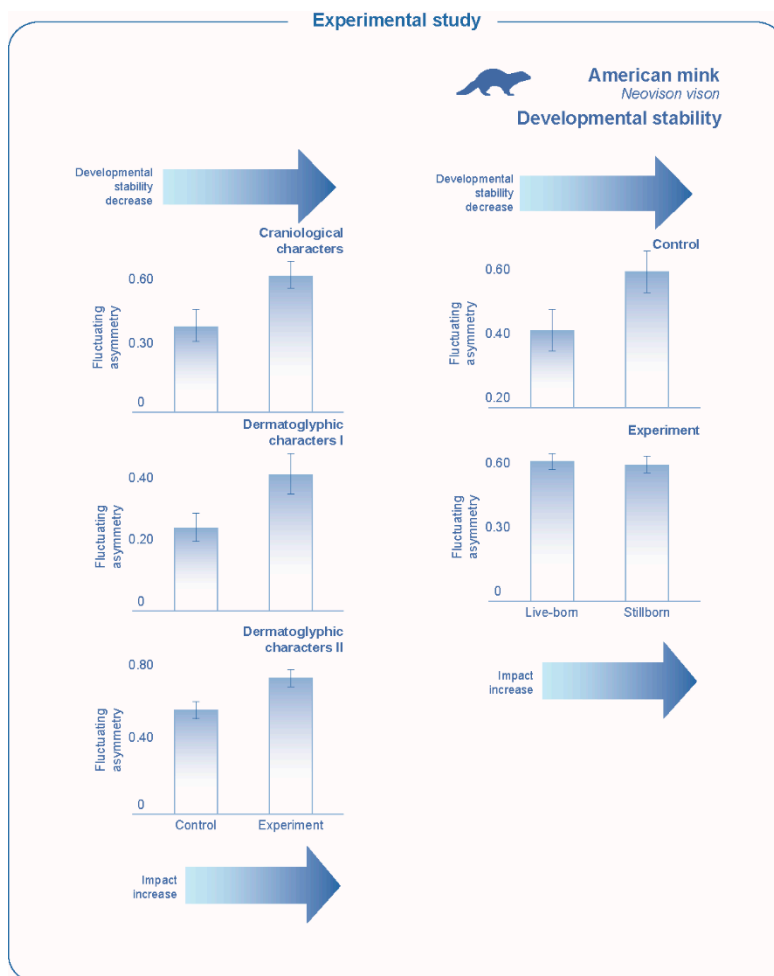 Experimental study
American mink
Neovison vison
Developmental stability
Developmental
stability
decrease
Craniological
characters
Fluctuating
asymmetry
0.60
0.30
0
Dermatoglyphic
characters I
Fluctuating
asymmetry
0.40
0.20
0
Dermatoglyphic
characters II
Fluctuating
asymmetry
0.80
0.40
0
Control
Experiment
Impact
increase
Developmental
stability
decrease
Control
Fluctuating
asymmetry
0.60
0.40
0.20
Experiment
Fluctuating
asymmetry
0.60
0.30
0
Live-born
Stillborn
Impact
increase